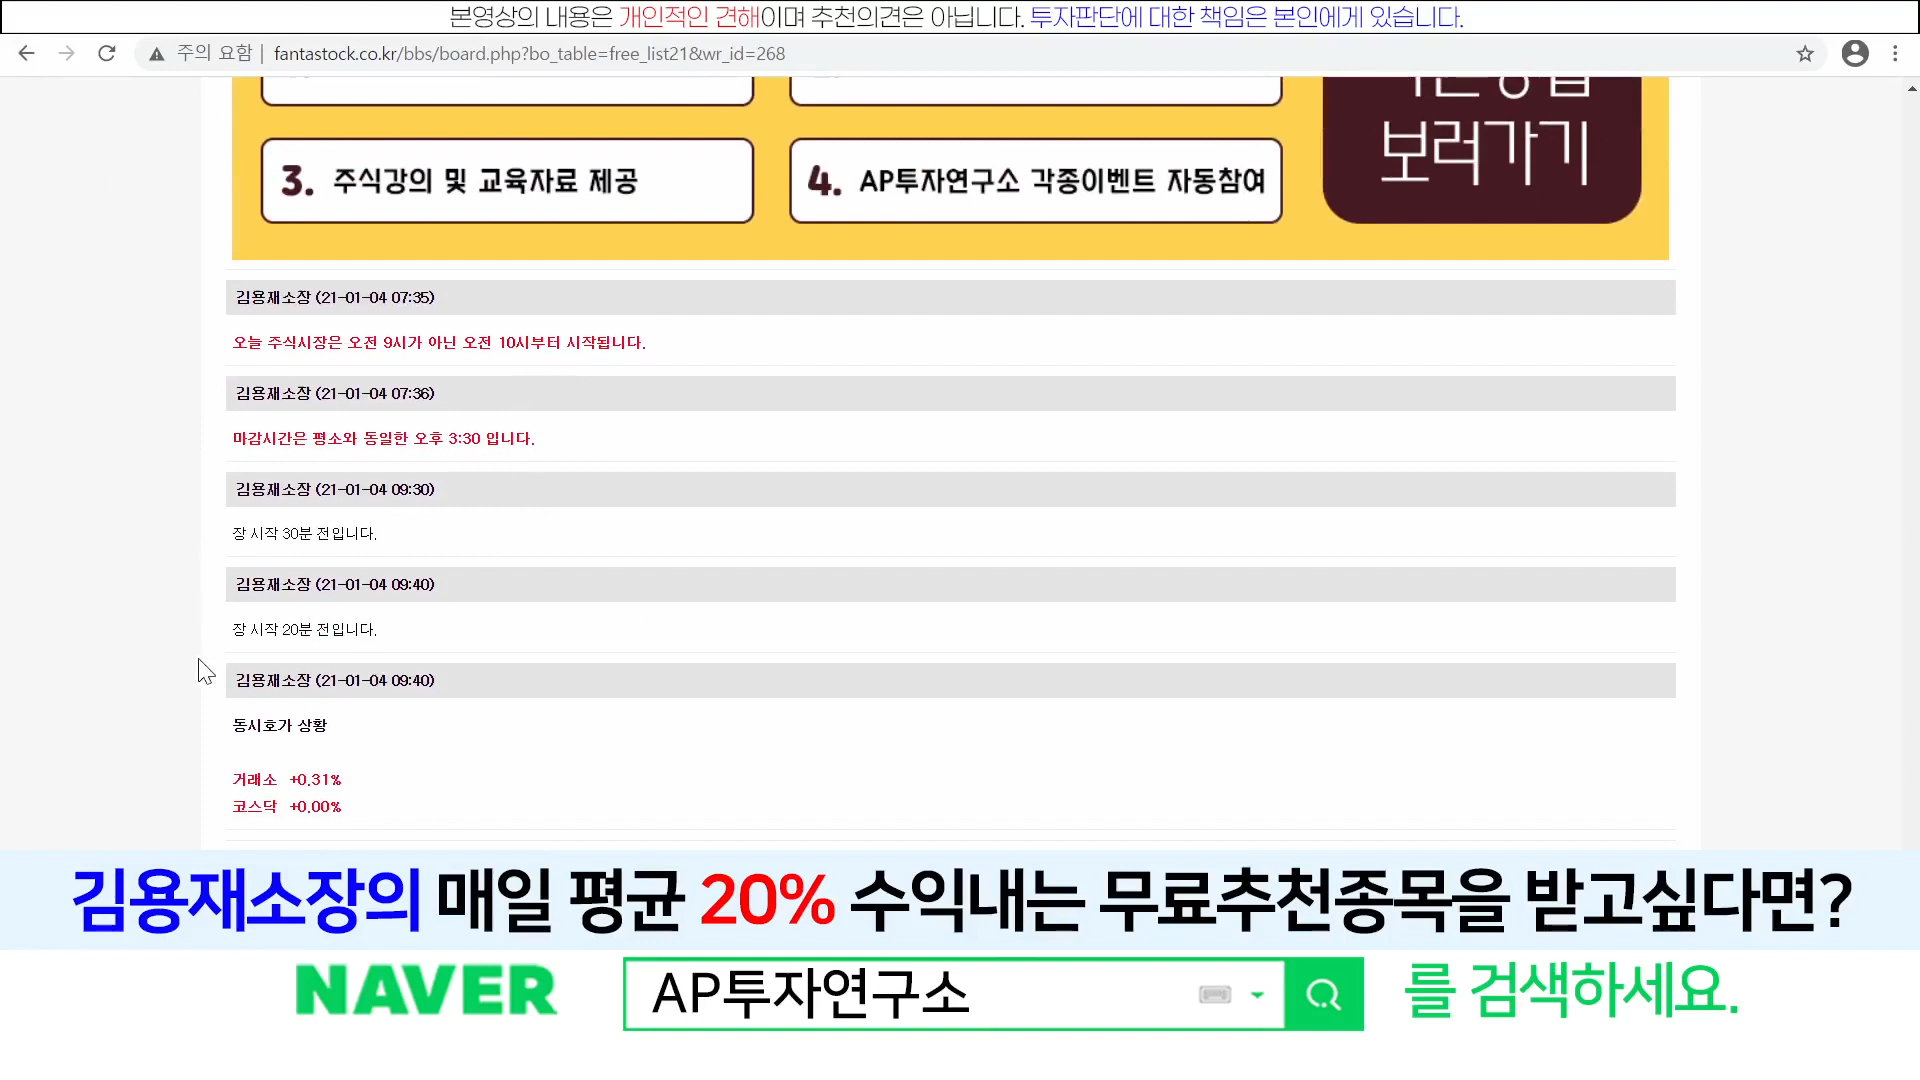 본영상의 내용은 개인적인 견해이며 추천의견은 아닙니다. 투자판단에 대한 책임은 본인에게 있습니다.
주의 요함 | fantastock.co.kr/bbs/board.php?bo_table=free_list21&wr_id=268
보러가기
3. 주식강의 및 교육자료 제공
4. AP투자연구소 각종이벤트 자동참여
김용재소장 (21-01-04 07:35)
오늘 주식시장은 오전 9시가 아닌 오전 10시부터 시작됩니다.
김용재소장 (21-01-04 07:36)
마감시간은 평소와 동일한 오후 3:30 입니다.
김용재소장 (21-01-04 09:30)
장 시작 30분 전입니다.
김용재소장 (21-01-04 09:40)
장 시작 20분 전입니다.
김용재소장 (21-01-04 09:40)
동시호가 상황
거래소 +0.31%
코스닥 +0.00%
김용재소장의 매일 평균 20% 수익내는 무료추천종목을 받고싶다면?
NAVER AP투자연구소 를 검색하세요.